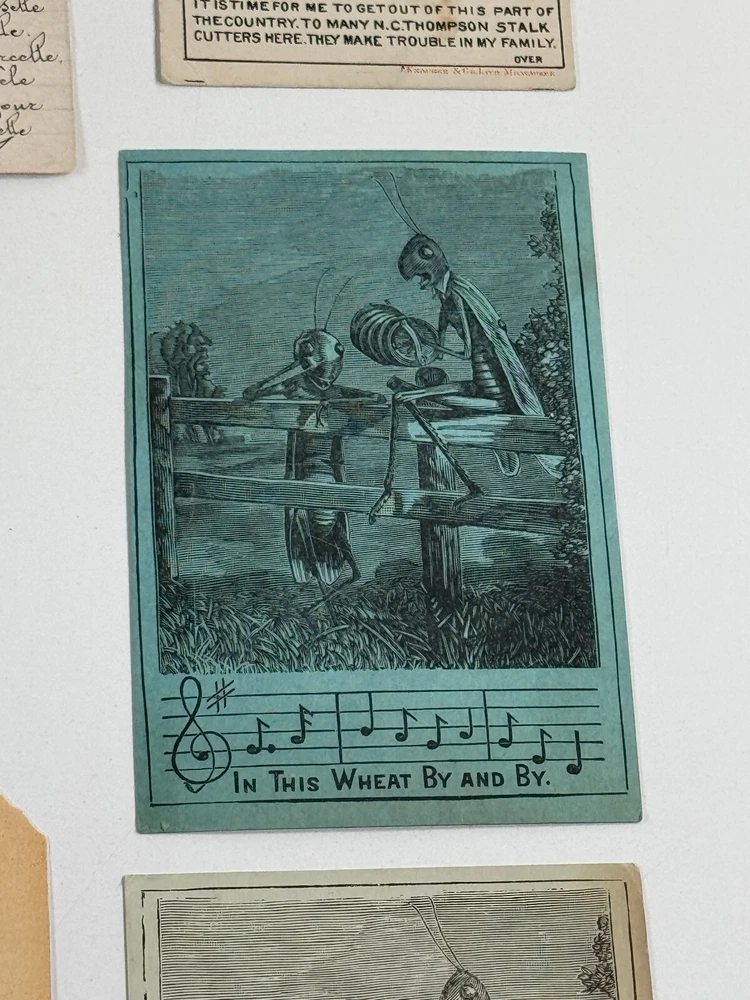 elle
IT IS TIME FOR ME TO GET OUT OF THIS PART OF
THE COUNTRY. TO MANY N.C. THOMPSON STALK
CUTTERS HERE. THEY MAKE TROUBLE IN MY FAMILY.
OVER
IN THIS WHEAT BY AND BY.